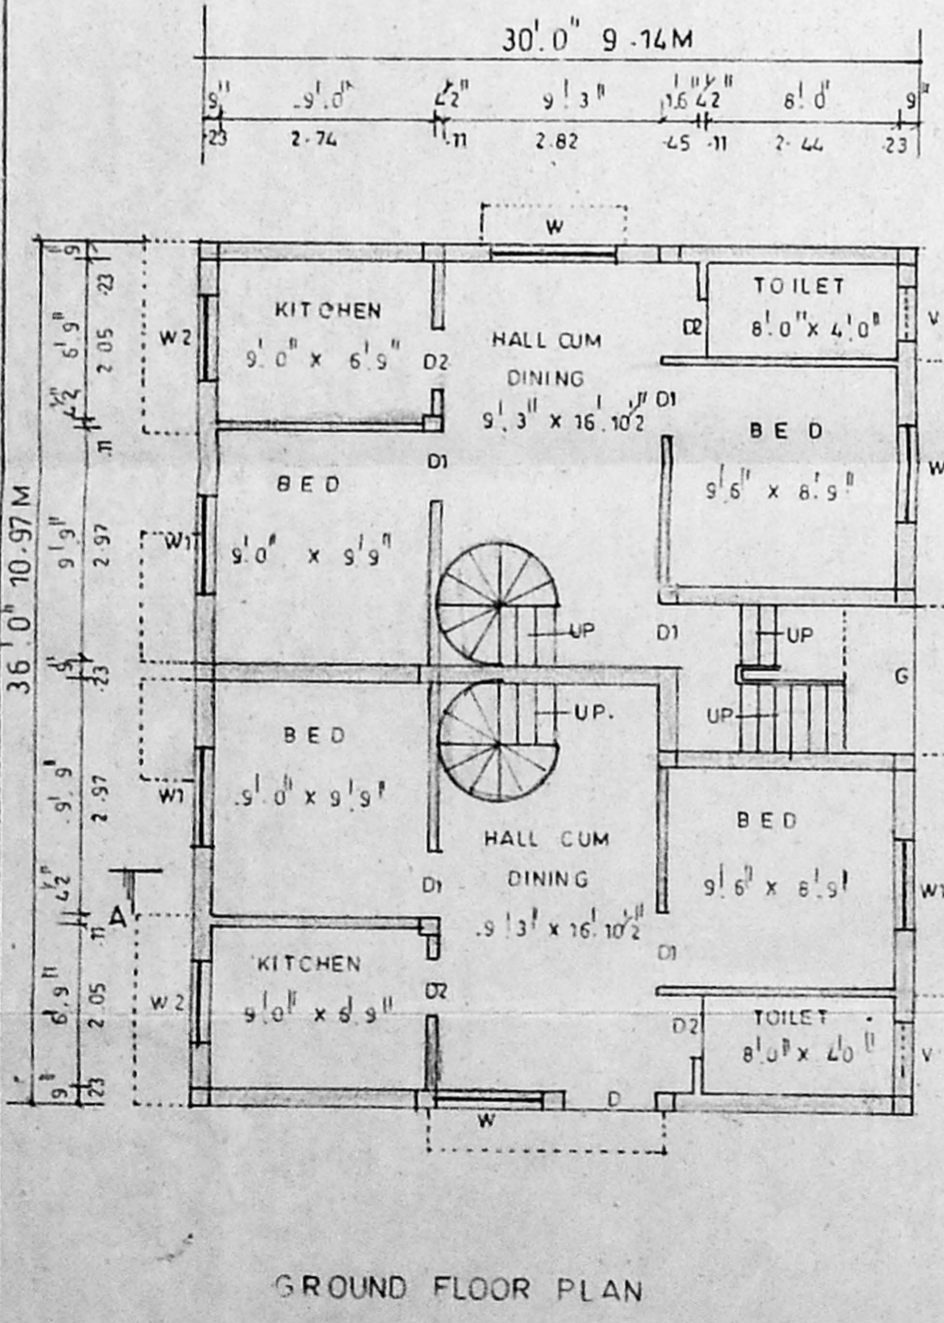 30'.0" 9.14M
9" 9'.0" 4½" 9'.3" 1'.6" 4½" 8'.0" 9"
.23 2.74 .11 2.82 .45 .11 2.44 .23
W
KITCHEN
9'.0" x 6'.9"
W2
D2
HALL CUM
DINING
9'.3" x 16'.10½"
TOILET
8'.0" x 4'.0"
D2
V
D1
BED
9'6" x 8'.9"
W
D1
BED
9'.0" x 9'9"
W1
UP
D1
UP
G
UP
UP.
BED
9'.0" x 9'9"
W1
HALL CUM
DINING
9'3" x 16'.10½"
D1
BED
9'6" x 8'.9"
W1
D1
A
KITCHEN
9'.0" x 6'.9"
W2
D2
D2
TOILET
8'.0" x 4'0"
V
W
D
36'.0" 10.97M
9" 6'.9" 4½" 9'9" 9" 9'.9" 4½" 6'.9" 9"
.23 2.05 .11 2.97 .23 2.97 .11 2.05 .23
GROUND FLOOR PLAN